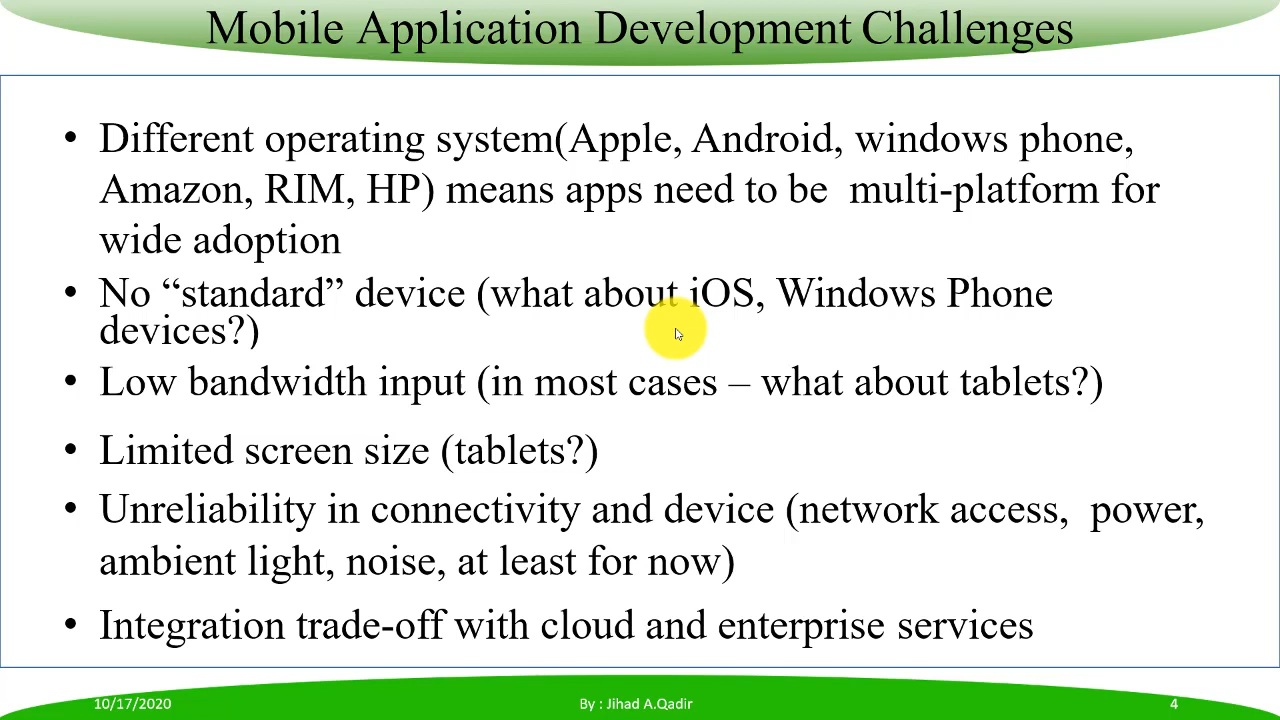 Mobile Application Development Challenges
• Different operating system(Apple, Android, windows phone,
Amazon, RIM, HP) means apps need to be  multi-platform for
wide adoption
• No “standard” device (what about iOS, Windows Phone
devices?)
• Low bandwidth input (in most cases – what about tablets?)
• Limited screen size (tablets?)
• Unreliability in connectivity and device (network access,  power,
ambient light, noise, at least for now)
• Integration trade-off with cloud and enterprise services
10/17/2020 By : Jihad A.Qadir 4